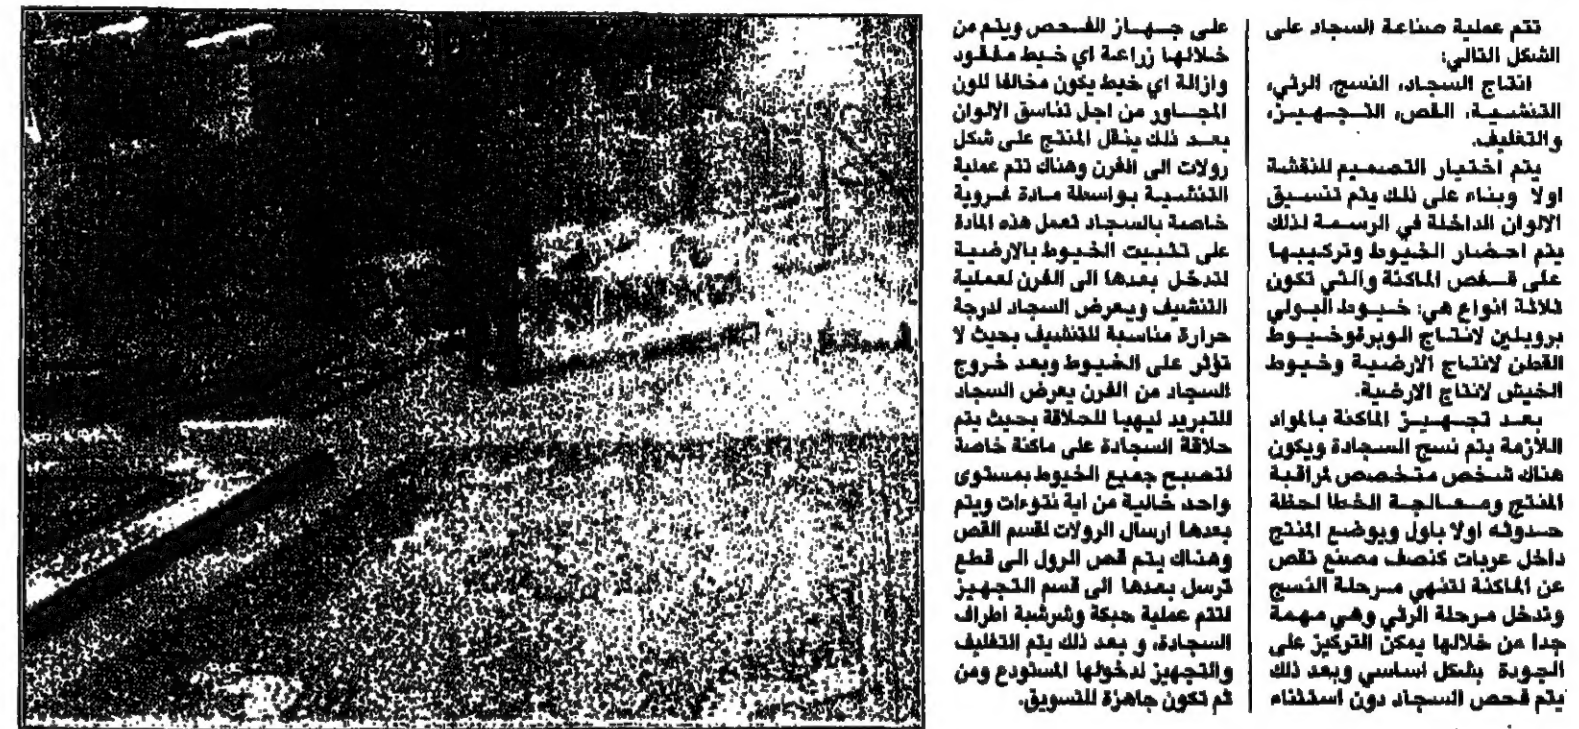 تتم عملية صناعة السجاد على
الشكل التالي:
انتاج السجاد، النسج، الرئي،
التنشية، القص، التجهيز،
والتغليف.
يتم اختيار التصميم للنقشة
اولا وبناء على ذلك يتم تنسيق
الالوان الداخلة في الرسمة لذلك
يتم احضار الخيوط وتركيبها
على قفص الماكنة والتي تكون
ثلاثة انواع هي: خيوط البولي
بروبلين لانتاج الوبرةوخيوط
القطن لانتاج الارضية وخيوط
الخيش لانتاج الارضية.
بعد تجهيز الماكنة بالمواد
اللازمة يتم نسج السجادة ويكون
هناك شخص متخصص لمراقبة
المنتج ومعالجة الخطا لحظة
حدوثه اولا باول ويوضع المنتج
داخل عربات كنصف مصنع تقص
عن الماكنة لتنهي مرحلة النسج
وتدخل مرحلة الرئي وهي مهمة
جدا من خلالها يمكن التركيز على
الجودة بشكل اساسي وبعد ذلك
يتم فحص السجاد دون استثناء
على جهاز الفحص ويتم من
خلالها زراعة اي خيط مفقود
وازالة اي خيط يكون مخالفا للون
المجاور من اجل تناسق الالوان
بعد ذلك ينقل المنتج على شكل
رولات الى الفرن وهناك تتم عملية
التنشية بواسطة مادة غروية
خاصة بالسجاد تعمل هذه المادة
على تثبيت الخيوط بالارضية
لتدخل بعدها الى الفرن لعملية
التنشيف ويعرض السجاد لدرجة
حرارة مناسبة للتنشيف بحيث لا
تؤثر على الخيوط وبعد خروج
السجاد من الفرن يعرض السجاد
للتبريد ليهيا للحلاقة بحيث يتم
حلاقة السجادة على ماكنة خاصة
لتصبح جميع الخيوط بمستوى
واحد خالية من اية نتوءات ويتم
بعدها ارسال الرولات لقسم القص
وهناك يتم قص الرول الى قطع
ترسل بعدها الى قسم التجهيز
لتتم عملية حبكة وشرشبة اطراف
السجادة، و بعد ذلك يتم التغليف
والتجهيز لدخولها المستودع ومن
ثم تكون جاهزة للتسويق.